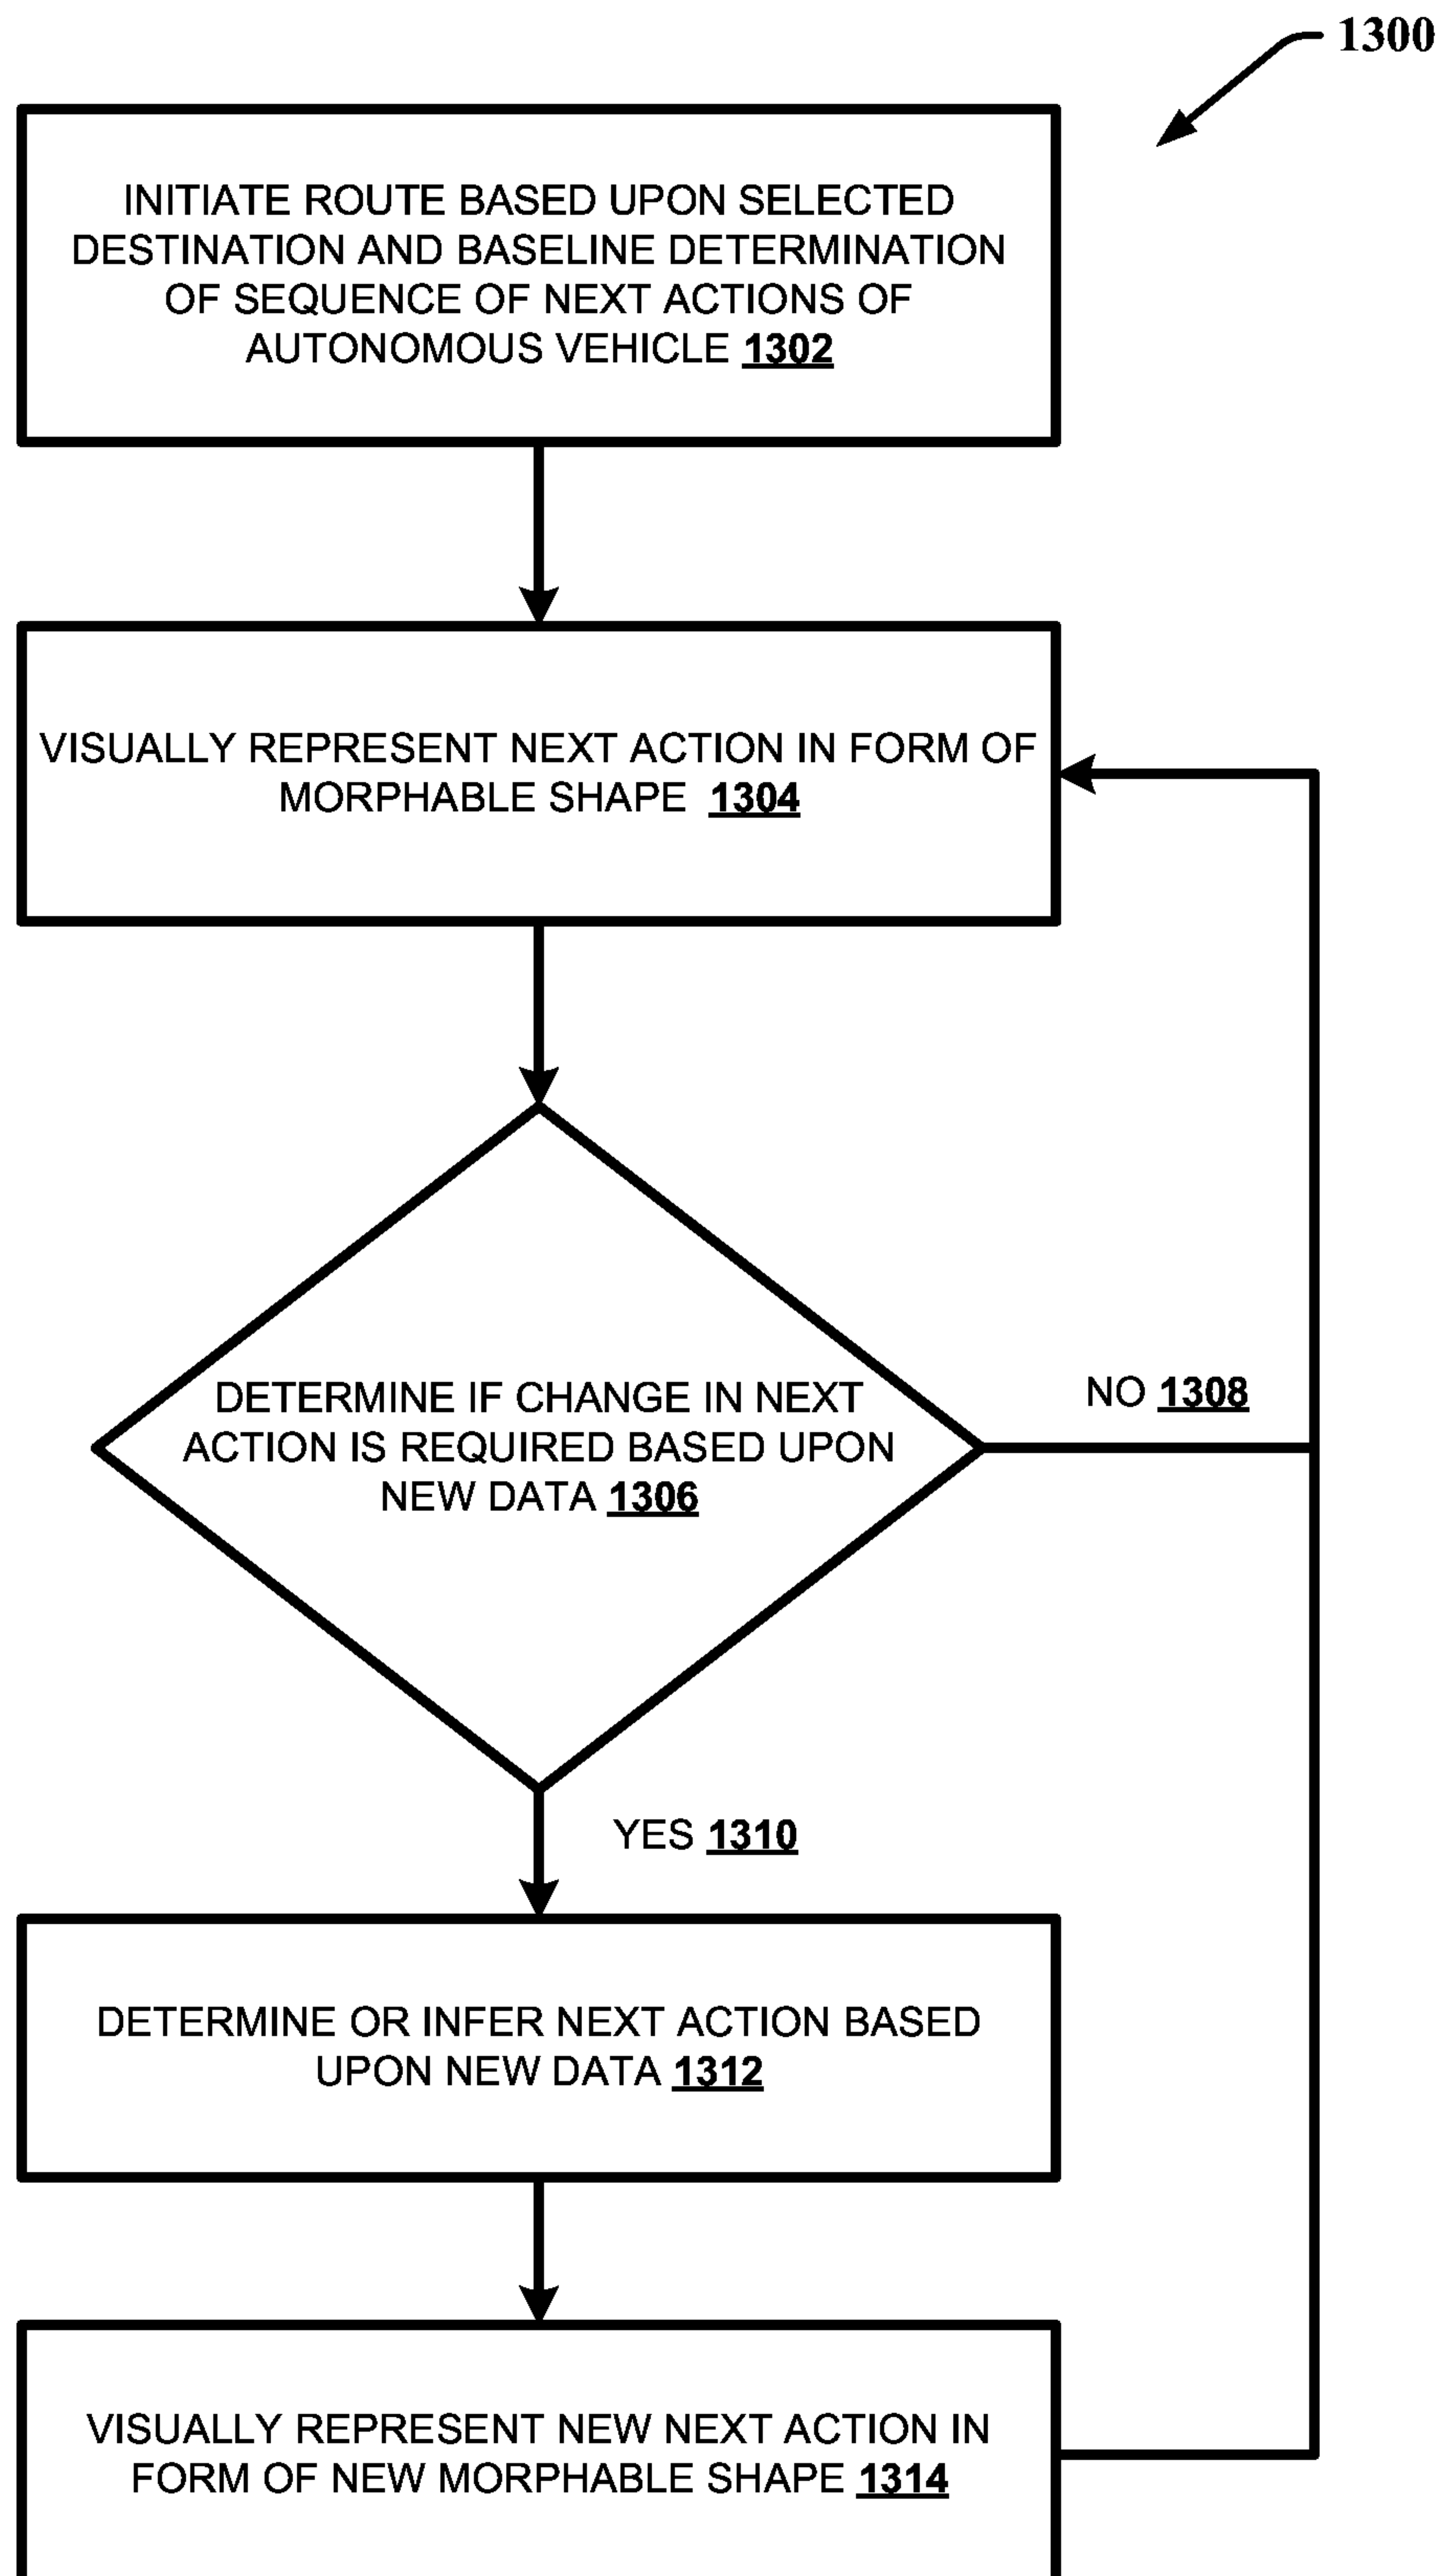 1300
INITIATE ROUTE BASED UPON SELECTED
DESTINATION AND BASELINE DETERMINATION
OF SEQUENCE OF NEXT ACTIONS OF
AUTONOMOUS VEHICLE 1302
VISUALLY REPRESENT NEXT ACTION IN FORM OF
MORPHABLE SHAPE 1304
DETERMINE IF CHANGE IN NEXT
ACTION IS REQUIRED BASED UPON
NEW DATA 1306
NO 1308
YES 1310
DETERMINE OR INFER NEXT ACTION BASED
UPON NEW DATA 1312
VISUALLY REPRESENT NEW NEXT ACTION IN
FORM OF NEW MORPHABLE SHAPE 1314